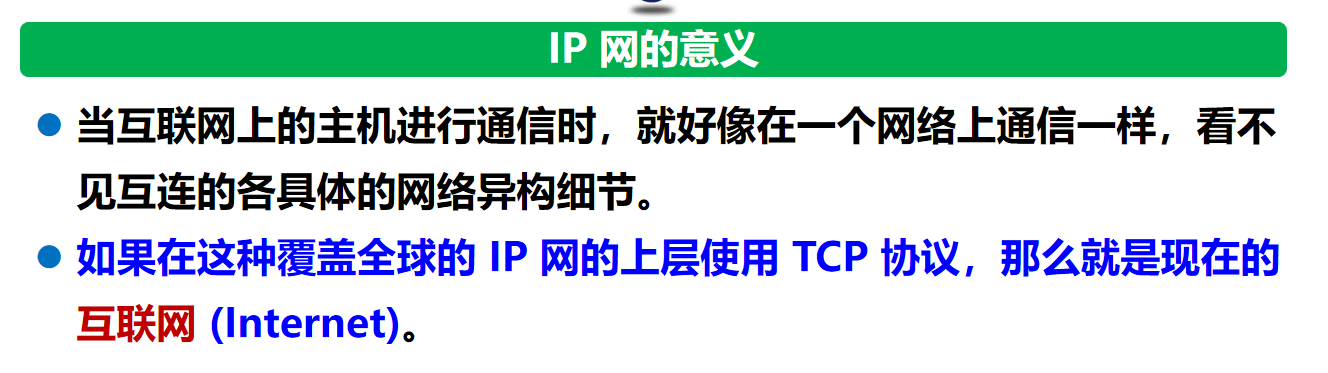 IP 网的意义
当互联网上的主机进行通信时，就好像在一个网络上通信一样，看不
见互连的各具体的网络异构细节。
如果在这种覆盖全球的 IP 网的上层使用 TCP 协议，那么就是现在的
互联网 (Internet)。